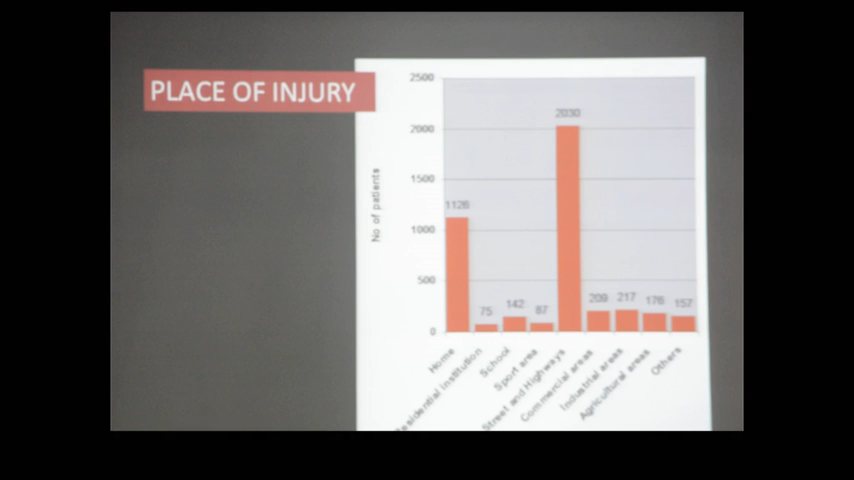 PLACE OF INJURY
No of patients
2500
2000
1500
1000
500
0
1126
75
142
87
2030
209
217
176
157
Home
Residential institution
School
Sport area
Street and Highways
Commercial areas
Industrial areas
Agricultural areas
Others